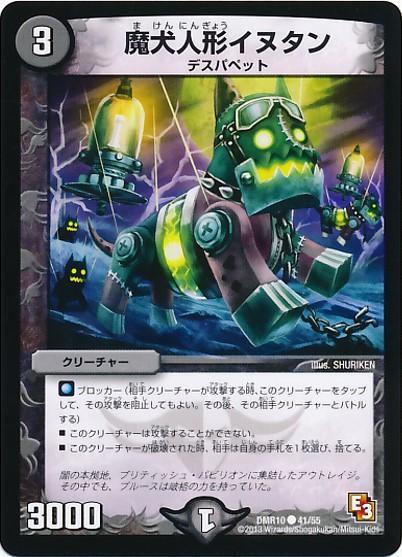 3
魔犬人形イヌタン
まけんにんぎょう
デスパペット
illus. SHURIKEN
クリーチャー
ブロッカー(相手クリーチャーが攻撃する時、このクリーチャーをタップ
して、その攻撃を阻止してもよい。その後、その相手クリーチャーとバトル
する)
■ このクリーチャーは攻撃することができない。
■ このクリーチャーが破壊された時、相手は自身の手札を1枚選び、捨てる。
闇の本拠地、ブリティッシュ・パビリオンに集結したアウトレイジ。
その中でも、ブルースは破格の力を持っていた。
3000
1
E3
DMR10 41/55
©2013 Wizards/Shogakukan/Mitsui-Kids